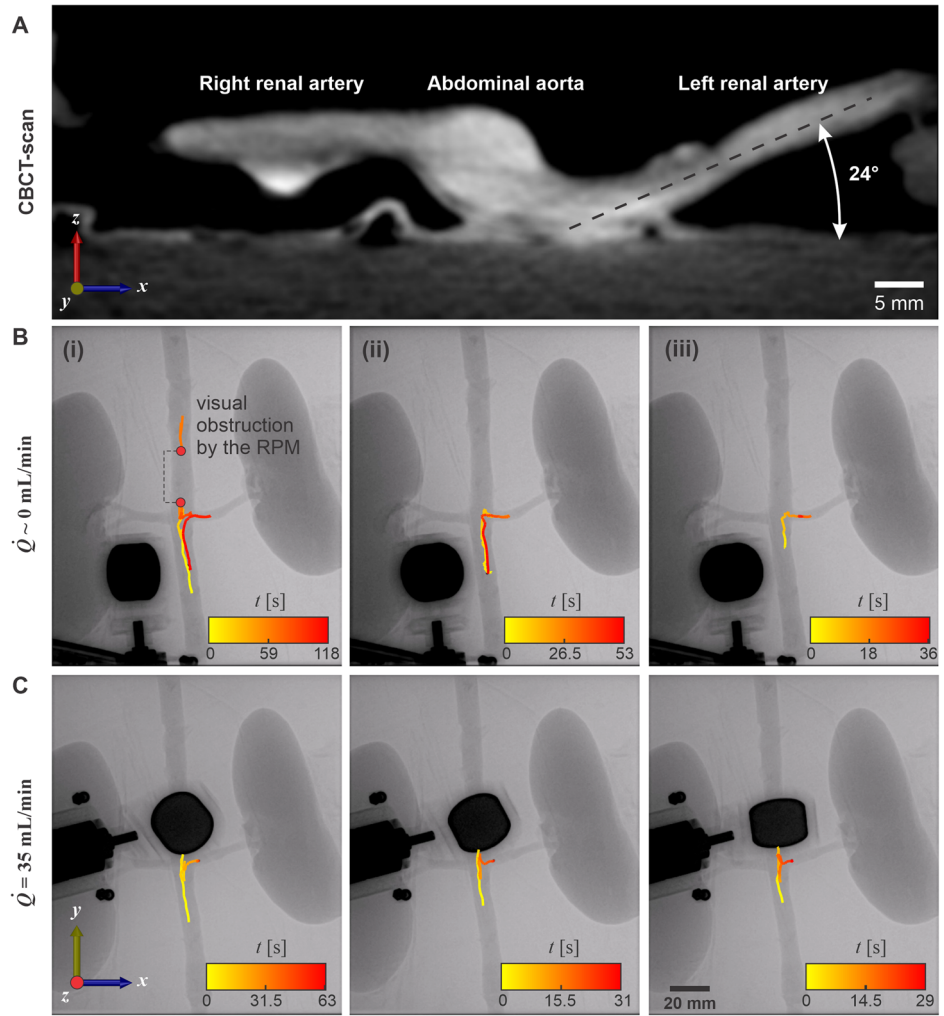 A
CBCT-scan
Right renal artery
Abdominal aorta
Left renal artery
24°
z
y
x
5 mm
B
Q̇ ~ 0 mL/min
(i)
visual
obstruction
by the RPM
t [s]
0 59 118
(ii)
t [s]
0 26.5 53
(iii)
t [s]
0 18 36
C
Q̇ = 35 mL/min
y
z
x
t [s]
0 31.5 63
t [s]
0 15.5 31
20 mm
t [s]
0 14.5 29